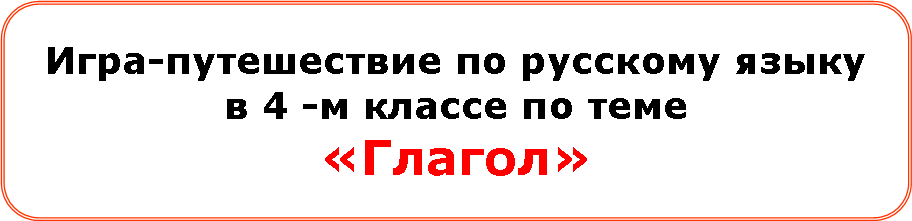 Игра-путешествие по русскому языку
в 4 -м классе по теме
«Глагол»